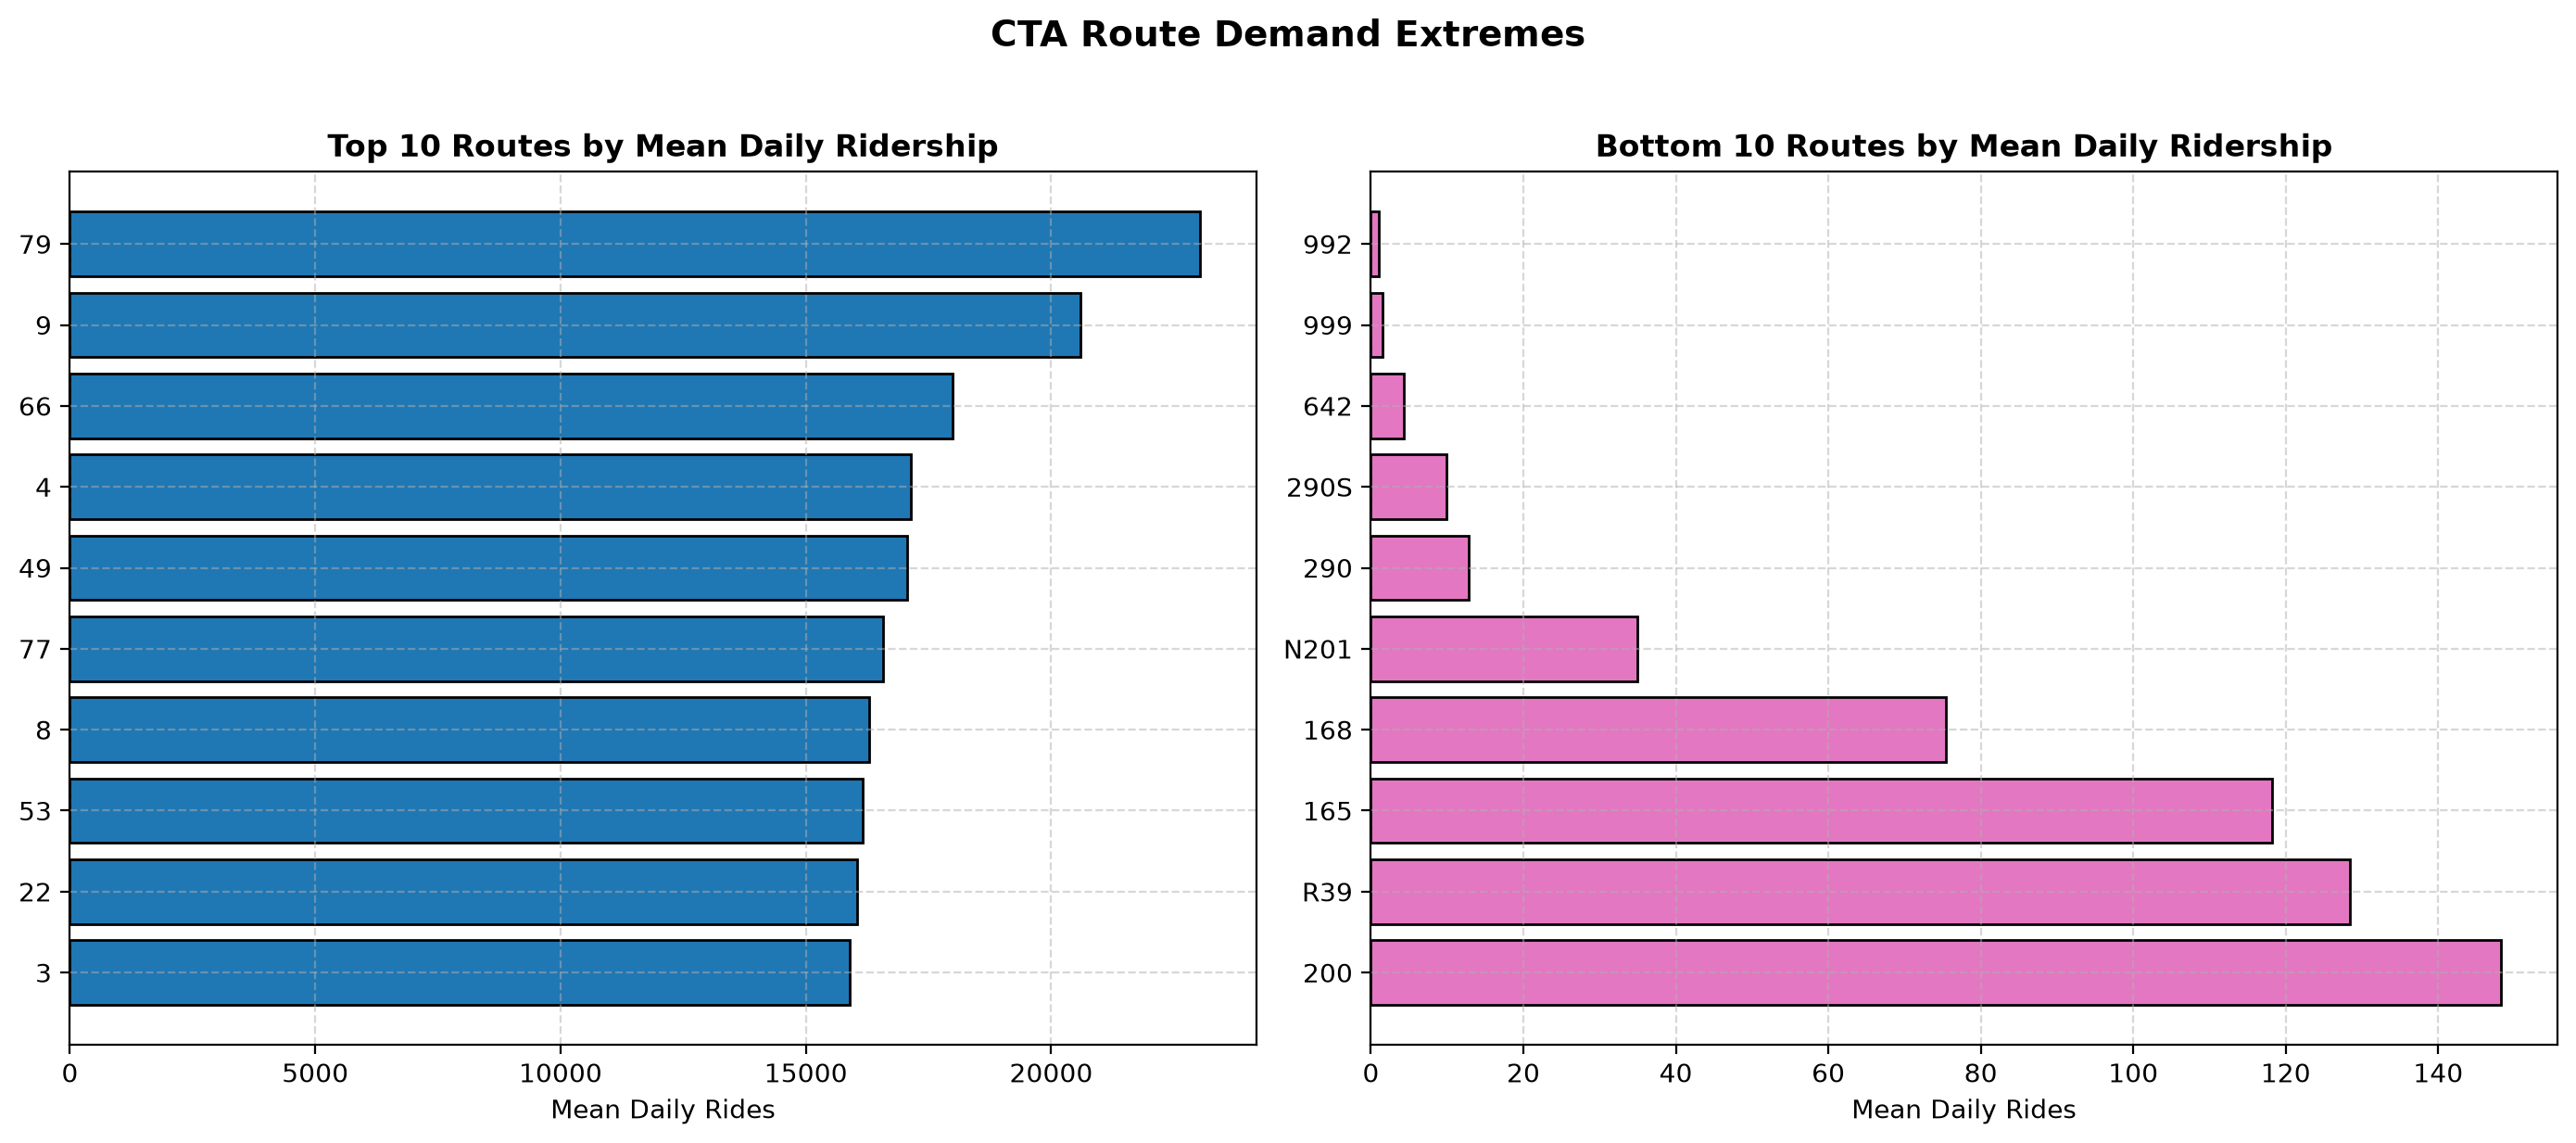 CTA Route Demand Extremes
Top 10 Routes by Mean Daily Ridership
79
9
66
4
49
77
8
53
22
3
0 5000 10000 15000 20000
Mean Daily Rides
Bottom 10 Routes by Mean Daily Ridership
992
999
642
290S
290
N201
168
165
R39
200
0 20 40 60 80 100 120 140
Mean Daily Rides